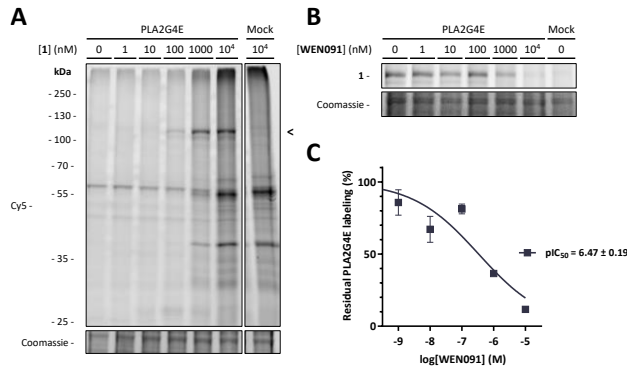 A
PLA2G4E Mock
[1] (nM) 0 1 10 100 1000 10⁴ 10⁴
kDa
- 250 -
- 130 -
- 100 -
<
- 70 -
Cy5 -
- 55 -
- 35 -
- 25 -
Coomassie -
B
PLA2G4E Mock
[WEN091] (nM) 0 1 10 100 1000 10⁴ 0
1 -
Coomassie -
C
Residual PLA2G4E labeling (%)
100
50
0
-9 -8 -7 -6 -5
log[WEN091] (M)
pIC₅₀ = 6.47 ± 0.19